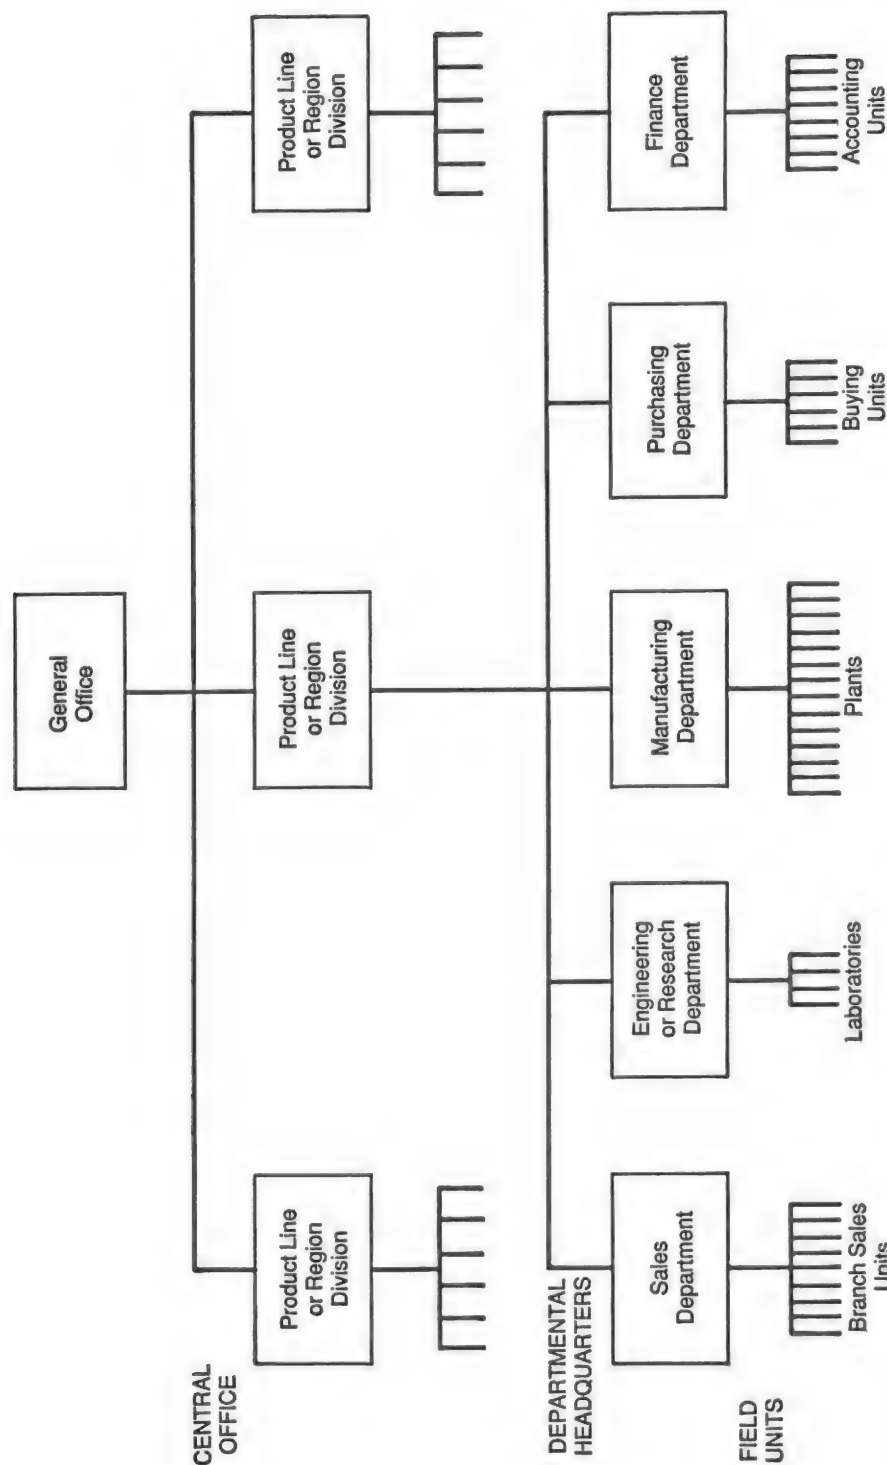 General
Office
CENTRAL
OFFICE
Product Line
or Region
Division
Product Line
or Region
Division
Product Line
or Region
Division
DEPARTMENTAL
HEADQUARTERS
Sales
Department
Engineering
or Research
Department
Manufacturing
Department
Purchasing
Department
Finance
Department
FIELD
UNITS
Branch Sales
Units
Laboratories
Plants
Buying
Units
Accounting
Units